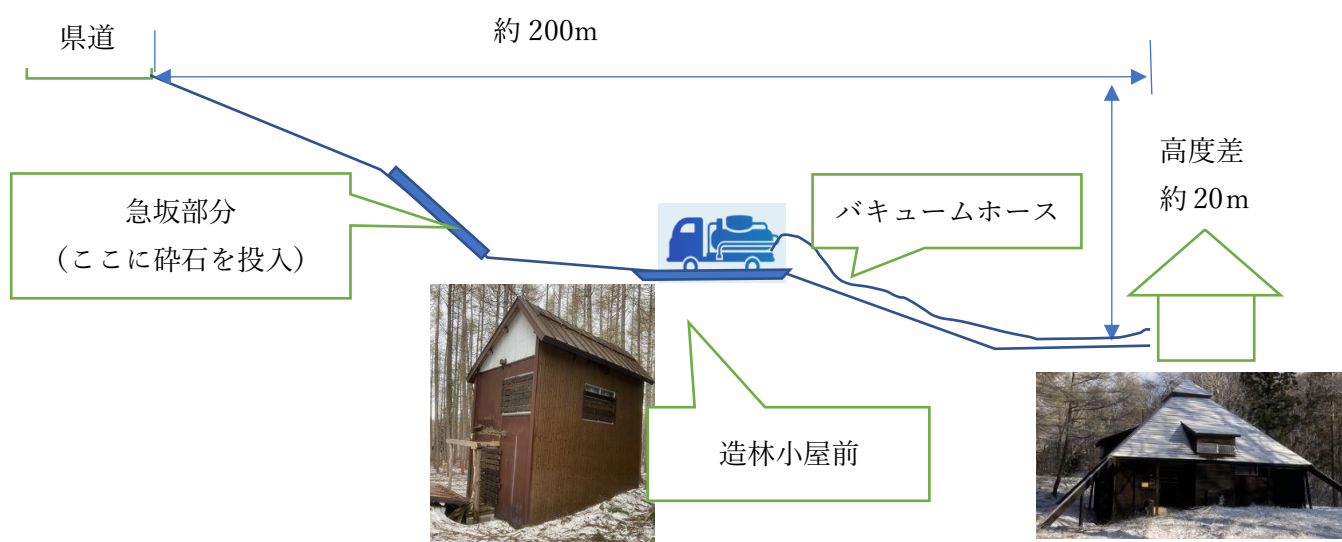 県道
約 200m
高度差
約 20m
急坂部分
(ここに砕石を投入)
バキュームホース
造林小屋前